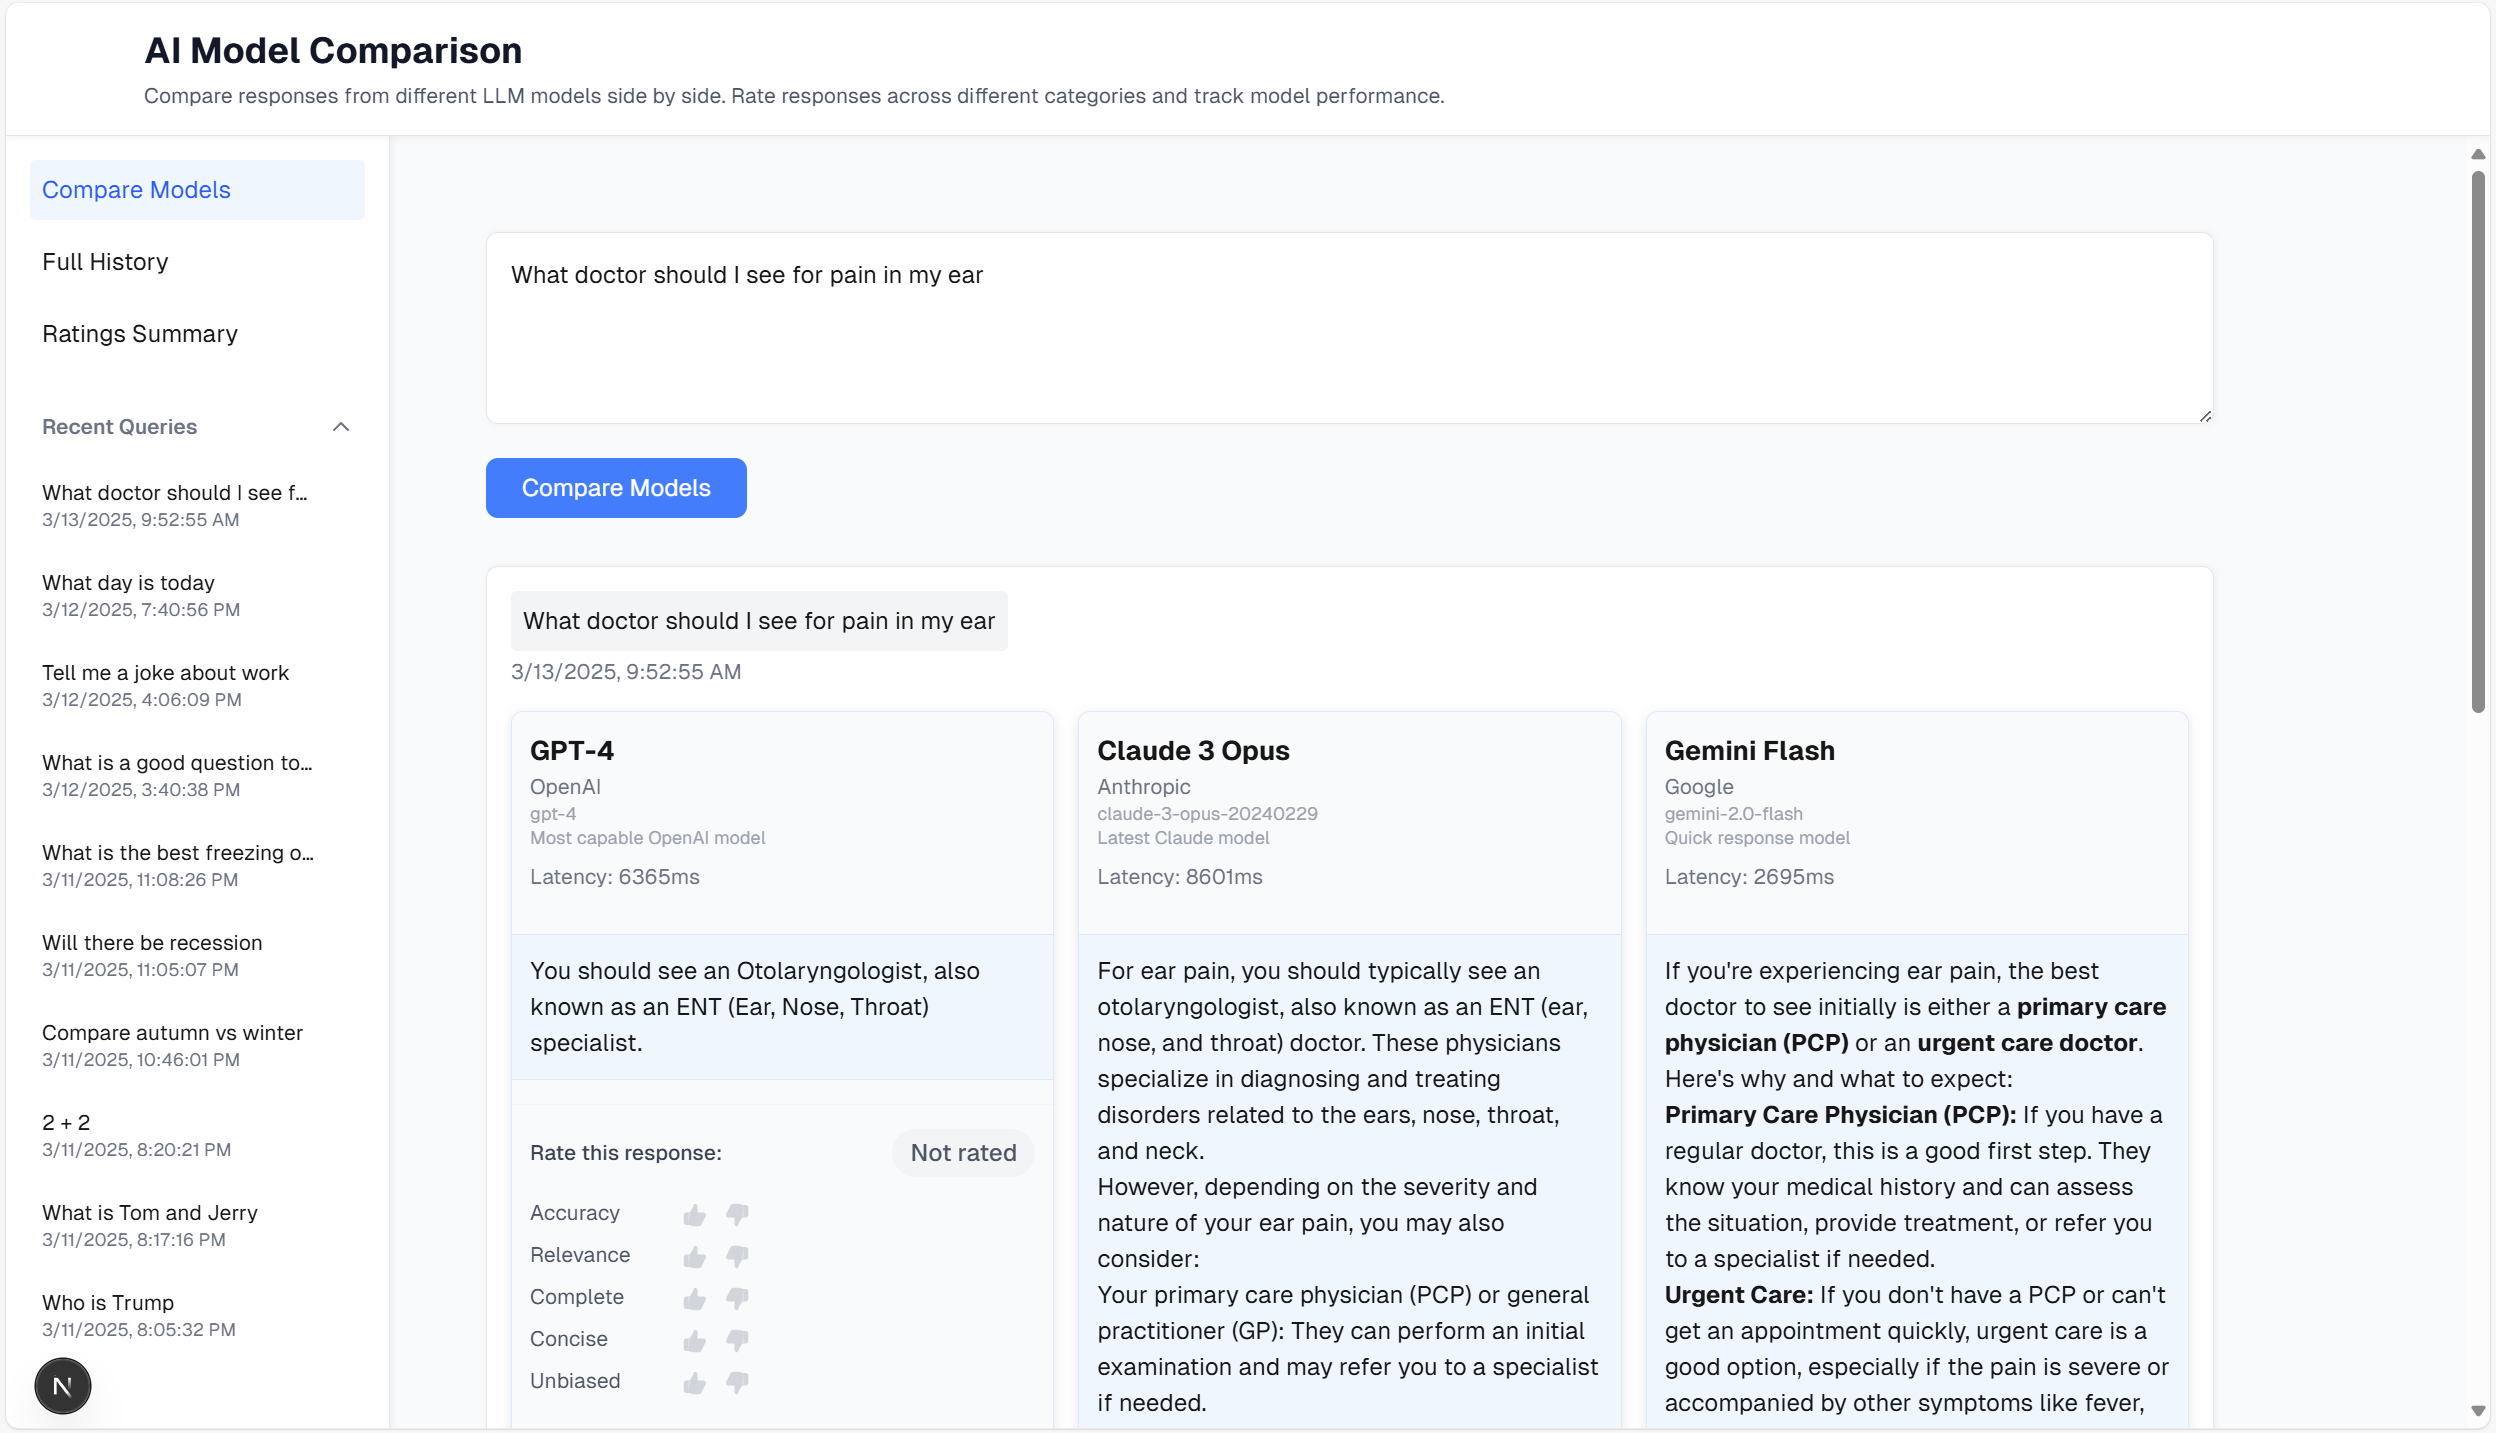 AI Model Comparison
Compare responses from different LLM models side by side. Rate responses across different categories and track model performance.
Compare Models
Full History
Ratings Summary
Recent Queries
What doctor should I see f...
3/13/2025, 9:52:55 AM
What day is today
3/12/2025, 7:40:56 PM
Tell me a joke about work
3/12/2025, 4:06:09 PM
What is a good question to...
3/12/2025, 3:40:38 PM
What is the best freezing o...
3/11/2025, 11:08:26 PM
Will there be recession
3/11/2025, 11:05:07 PM
Compare autumn vs winter
3/11/2025, 10:46:01 PM
2 + 2
3/11/2025, 8:20:21 PM
What is Tom and Jerry
3/11/2025, 8:17:16 PM
Who is Trump
3/11/2025, 8:05:32 PM
N
What doctor should I see for pain in my ear
Compare Models
What doctor should I see for pain in my ear
3/13/2025, 9:52:55 AM
GPT-4
OpenAI
gpt-4
Most capable OpenAI model
Latency: 6365ms
You should see an Otolaryngologist, also
known as an ENT (Ear, Nose, Throat)
specialist.
Rate this response:
Not rated
Accuracy
Relevance
Complete
Concise
Unbiased
Claude 3 Opus
Anthropic
claude-3-opus-20240229
Latest Claude model
Latency: 8601ms
For ear pain, you should typically see an
otolaryngologist, also known as an ENT (ear,
nose, and throat) doctor. These physicians
specialize in diagnosing and treating
disorders related to the ears, nose, throat,
and neck.
However, depending on the severity and
nature of your ear pain, you may also
consider:
Your primary care physician (PCP) or general
practitioner (GP): They can perform an initial
examination and may refer you to a specialist
if needed.
Gemini Flash
Google
gemini-2.0-flash
Quick response model
Latency: 2695ms
If you're experiencing ear pain, the best
doctor to see initially is either a primary care
physician (PCP) or an urgent care doctor.
Here's why and what to expect:
Primary Care Physician (PCP): If you have a
regular doctor, this is a good first step. They
know your medical history and can assess
the situation, provide treatment, or refer you
to a specialist if needed.
Urgent Care: If you don't have a PCP or can't
get an appointment quickly, urgent care is a
good option, especially if the pain is severe or
accompanied by other symptoms like fever,